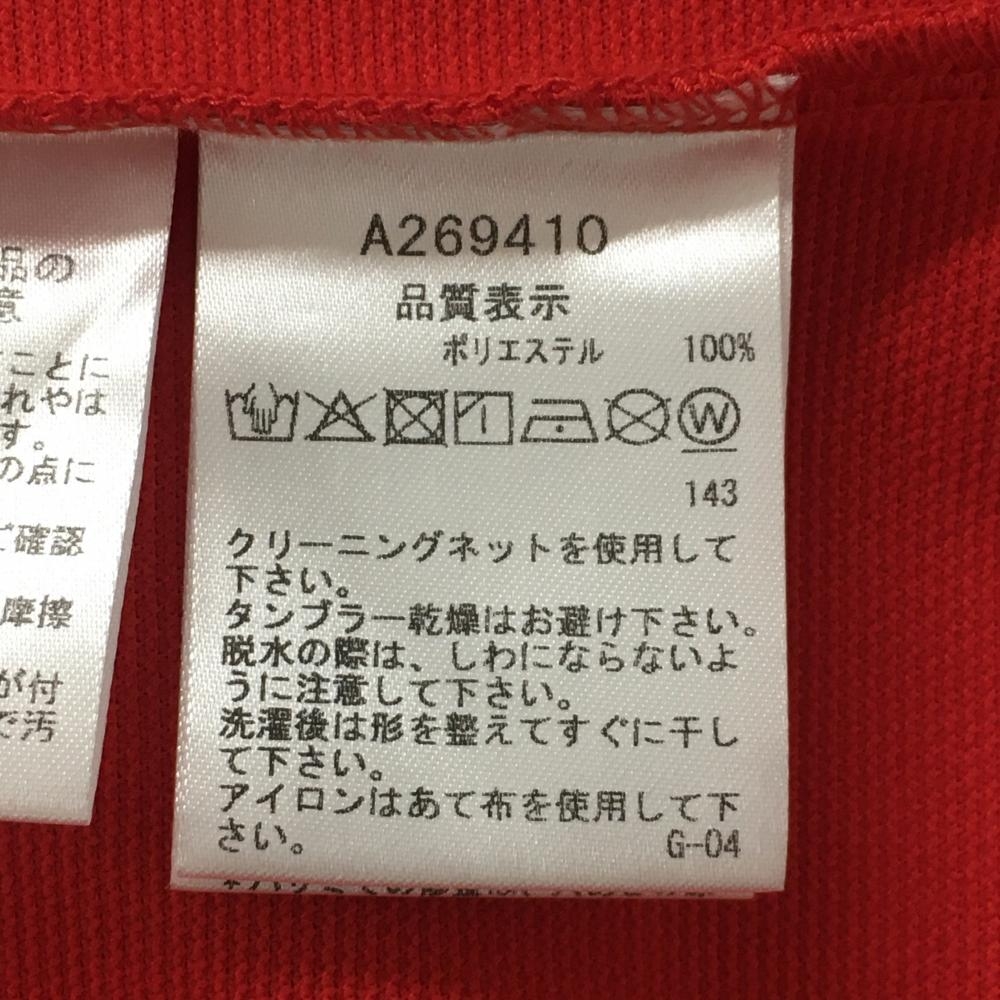 品の
意
ことに
れやは
す。
の点に
ご確認
摩擦
が付
で汚
A269410
品質表示
ポリエステル 100%
W
143
クリーニングネットを使用して
下さい。
タンブラー乾燥はお避け下さい。
脱水の際は、しわにならないよ
うに注意して下さい。
洗濯後は形を整えてすぐに干し
て下さい。
アイロンはあて布を使用して下
さい。
G-04